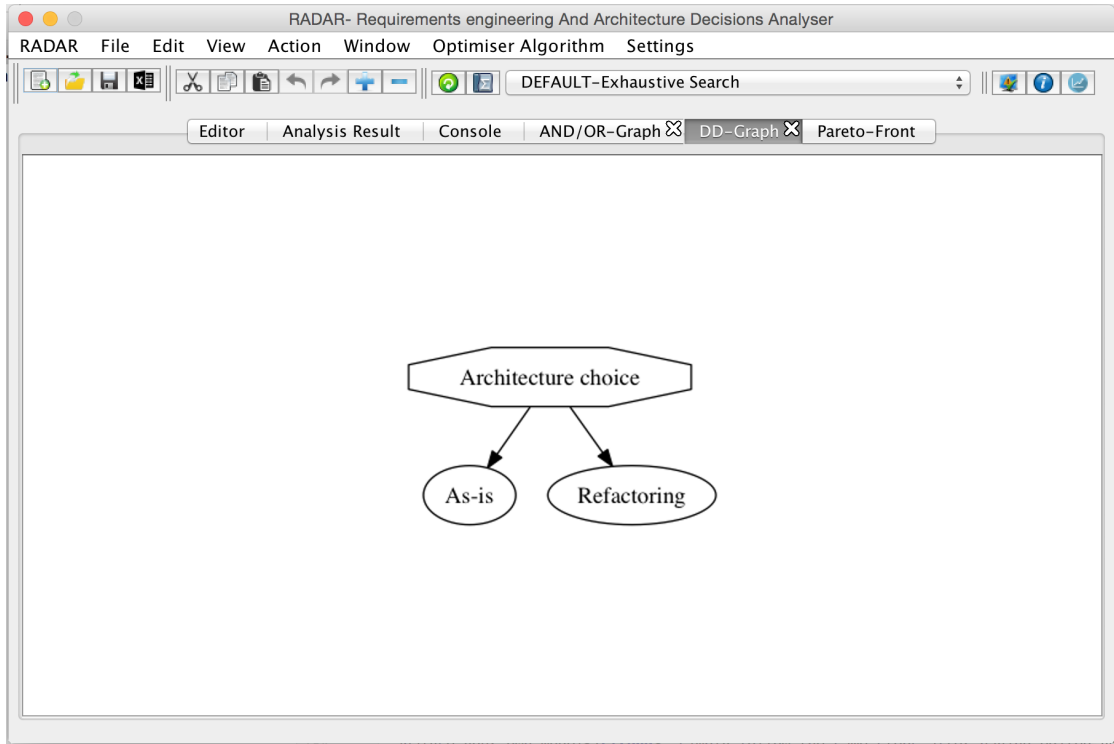 RADAR- Requirements engineering And Architecture Decisions Analyser
RADAR File Edit View Action Window Optimiser Algorithm Settings
DEFAULT-Exhaustive Search
Editor Analysis Result Console AND/OR-Graph DD-Graph Pareto-Front
Architecture choice
As-is Refactoring